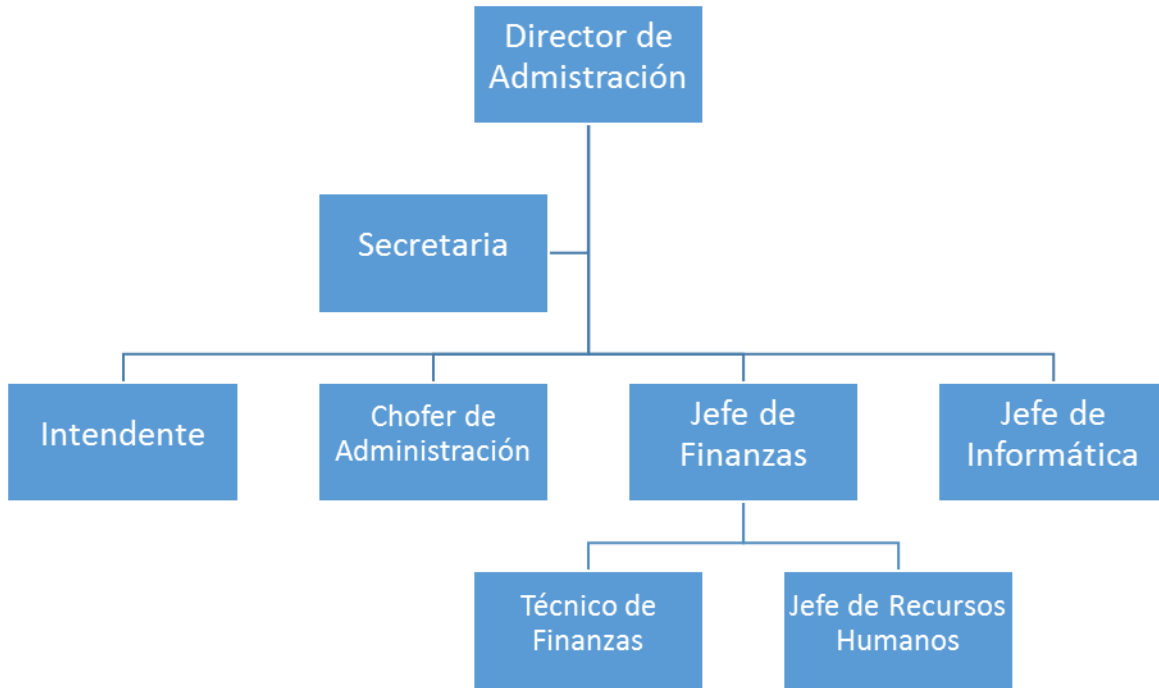 Director de
Admistración
Secretaria
Intendente
Chofer de
Administración
Jefe de
Finanzas
Jefe de
Informática
Técnico de
Finanzas
Jefe de Recursos
Humanos